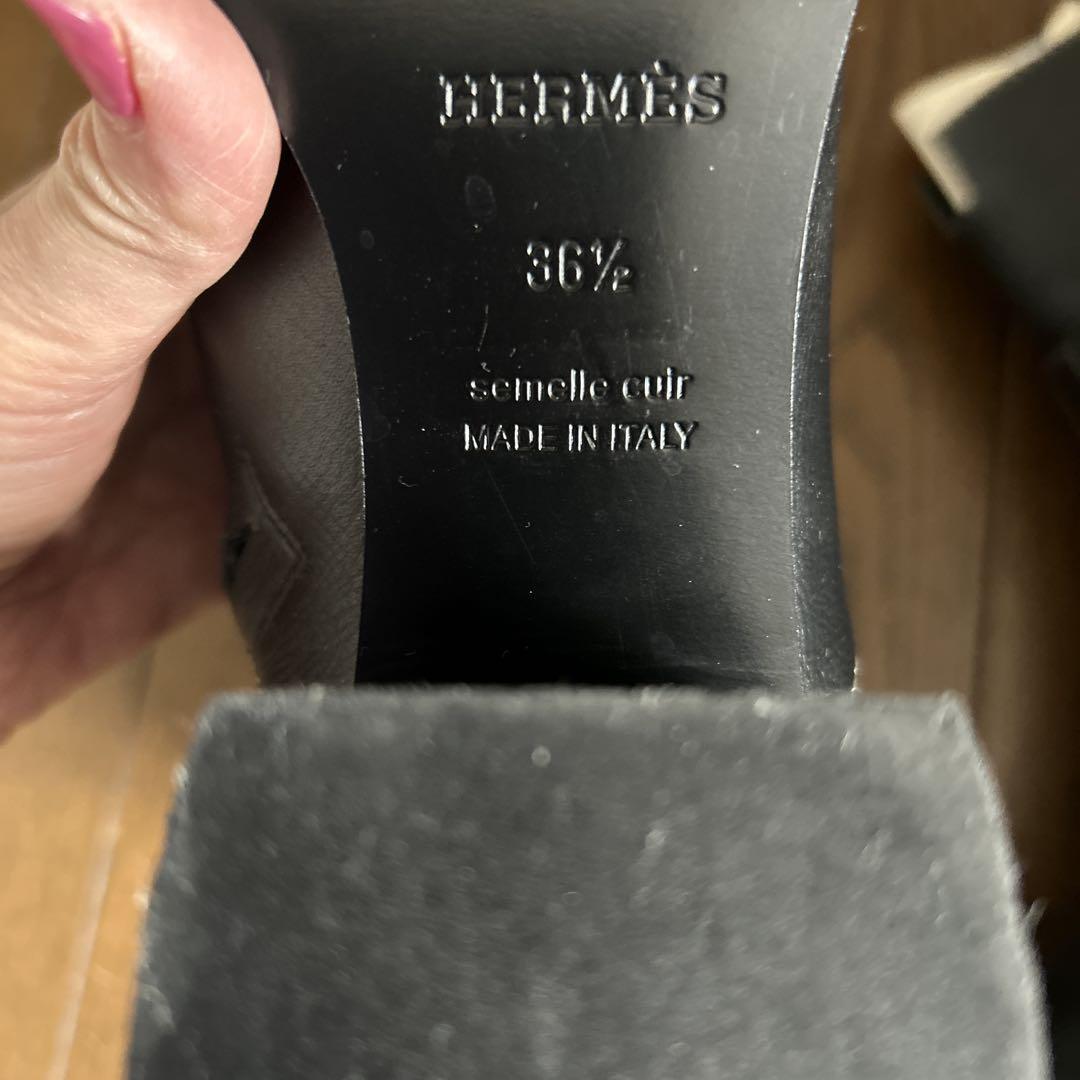 HERMÈS
36½
semelle cuir
MADE IN ITALY